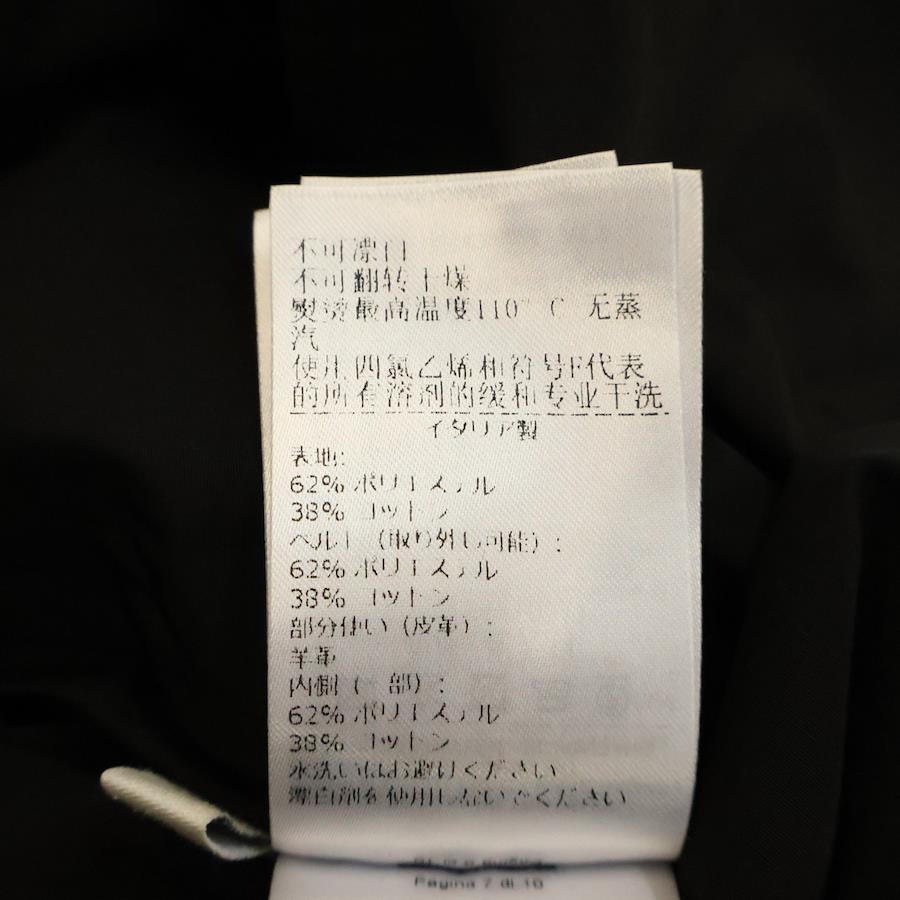 不可漂白
不可翻转干燥
熨烫最高温度110° C 无蒸
汽
使用四氯乙烯和符号F代表
的所有溶剂的缓和专业干洗
イタリア製
表地:
62% ポリエステル
38% コットン
ベルト (取り外し可能) :
62% ポリエステル
38% コットン
部分使い (皮革) :
羊革
内側 (一部) :
62% ポリエステル
38% コットン
水洗いはお避けください
漂白剤を使用しないでください
Pagina 7 di 10